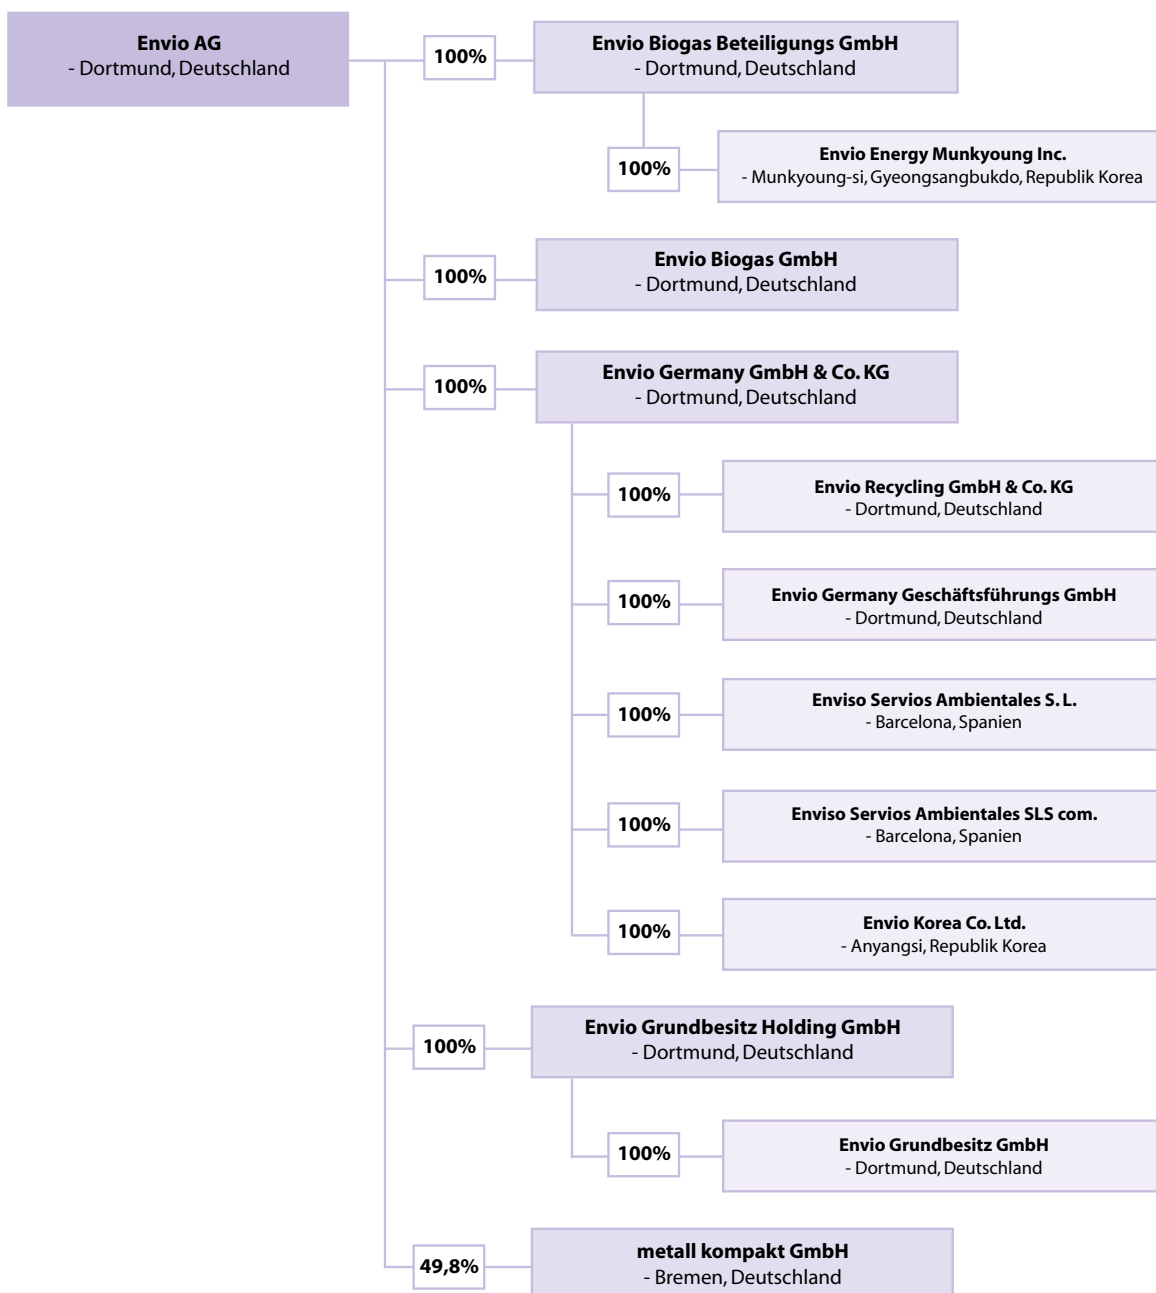 Envio AG
- Dortmund, Deutschland
100%
Envio Biogas Beteiligungs GmbH
- Dortmund, Deutschland
100%
Envio Energy Munkyoung Inc.
- Munkyoung-si, Gyeongsangbukdo, Republik Korea
100%
Envio Biogas GmbH
- Dortmund, Deutschland
100%
Envio Germany GmbH & Co. KG
- Dortmund, Deutschland
100%
Envio Recycling GmbH & Co. KG
- Dortmund, Deutschland
100%
Envio Germany Geschäftsführungs GmbH
- Dortmund, Deutschland
100%
Enviso Servios Ambientales S. L.
- Barcelona, Spanien
100%
Enviso Servios Ambientales SLS com.
- Barcelona, Spanien
100%
Envio Korea Co. Ltd.
- Anyangsi, Republik Korea
100%
Envio Grundbesitz Holding GmbH
- Dortmund, Deutschland
100%
Envio Grundbesitz GmbH
- Dortmund, Deutschland
49,8%
metall kompakt GmbH
- Bremen, Deutschland